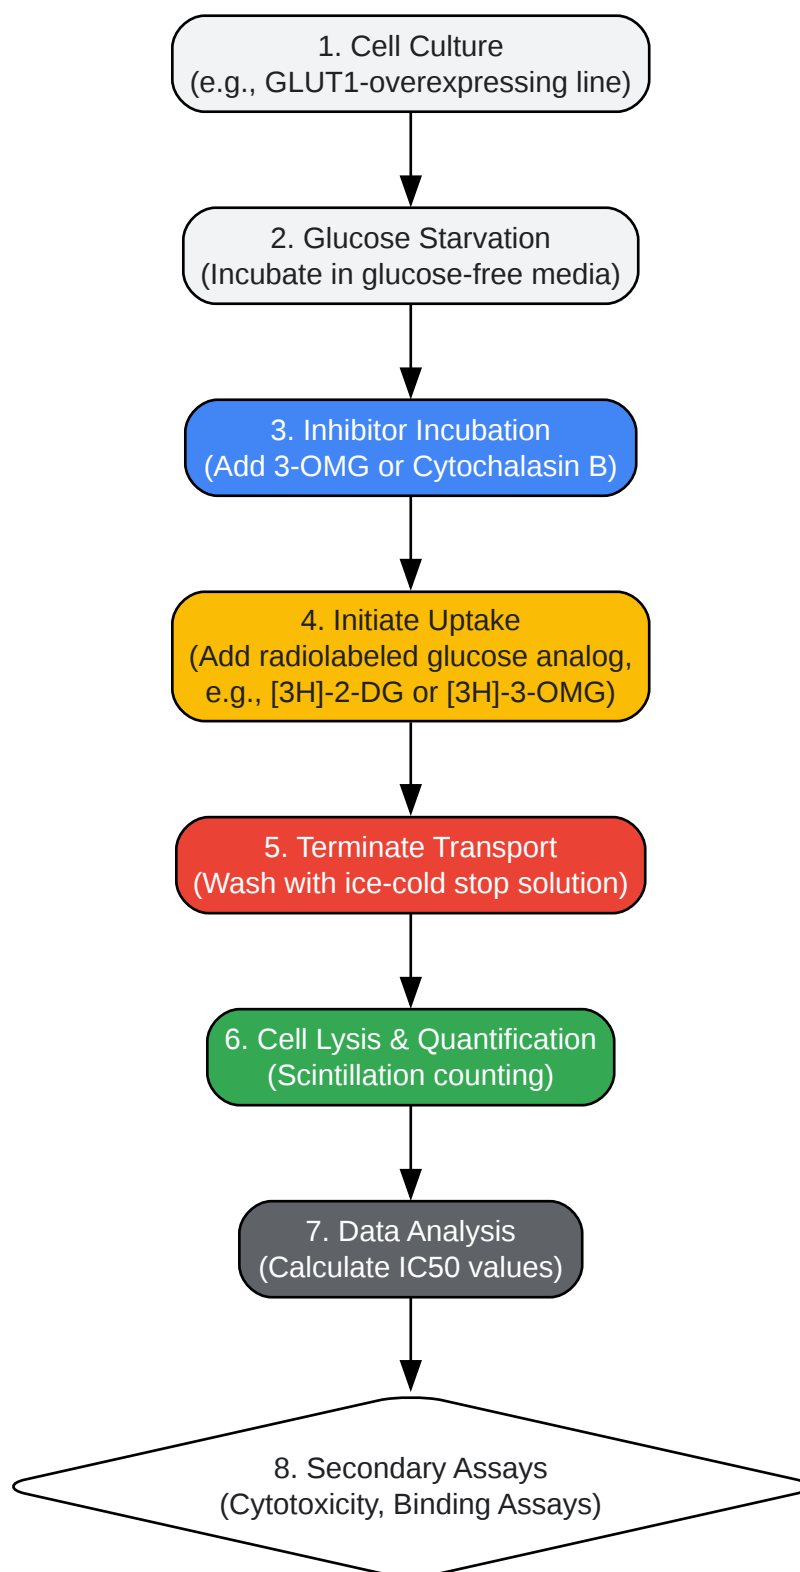 1. Cell Culture
(e.g., GLUT1-overexpressing line)
2. Glucose Starvation
(Incubate in glucose-free media)
3. Inhibitor Incubation
(Add 3-OMG or Cytochalasin B)
4. Initiate Uptake
(Add radiolabeled glucose analog,
e.g., [3H]-2-DG or [3H]-3-OMG)
5. Terminate Transport
(Wash with ice-cold stop solution)
6. Cell Lysis & Quantification
(Scintillation counting)
7. Data Analysis
(Calculate IC50 values)
8. Secondary Assays
(Cytotoxicity, Binding Assays)